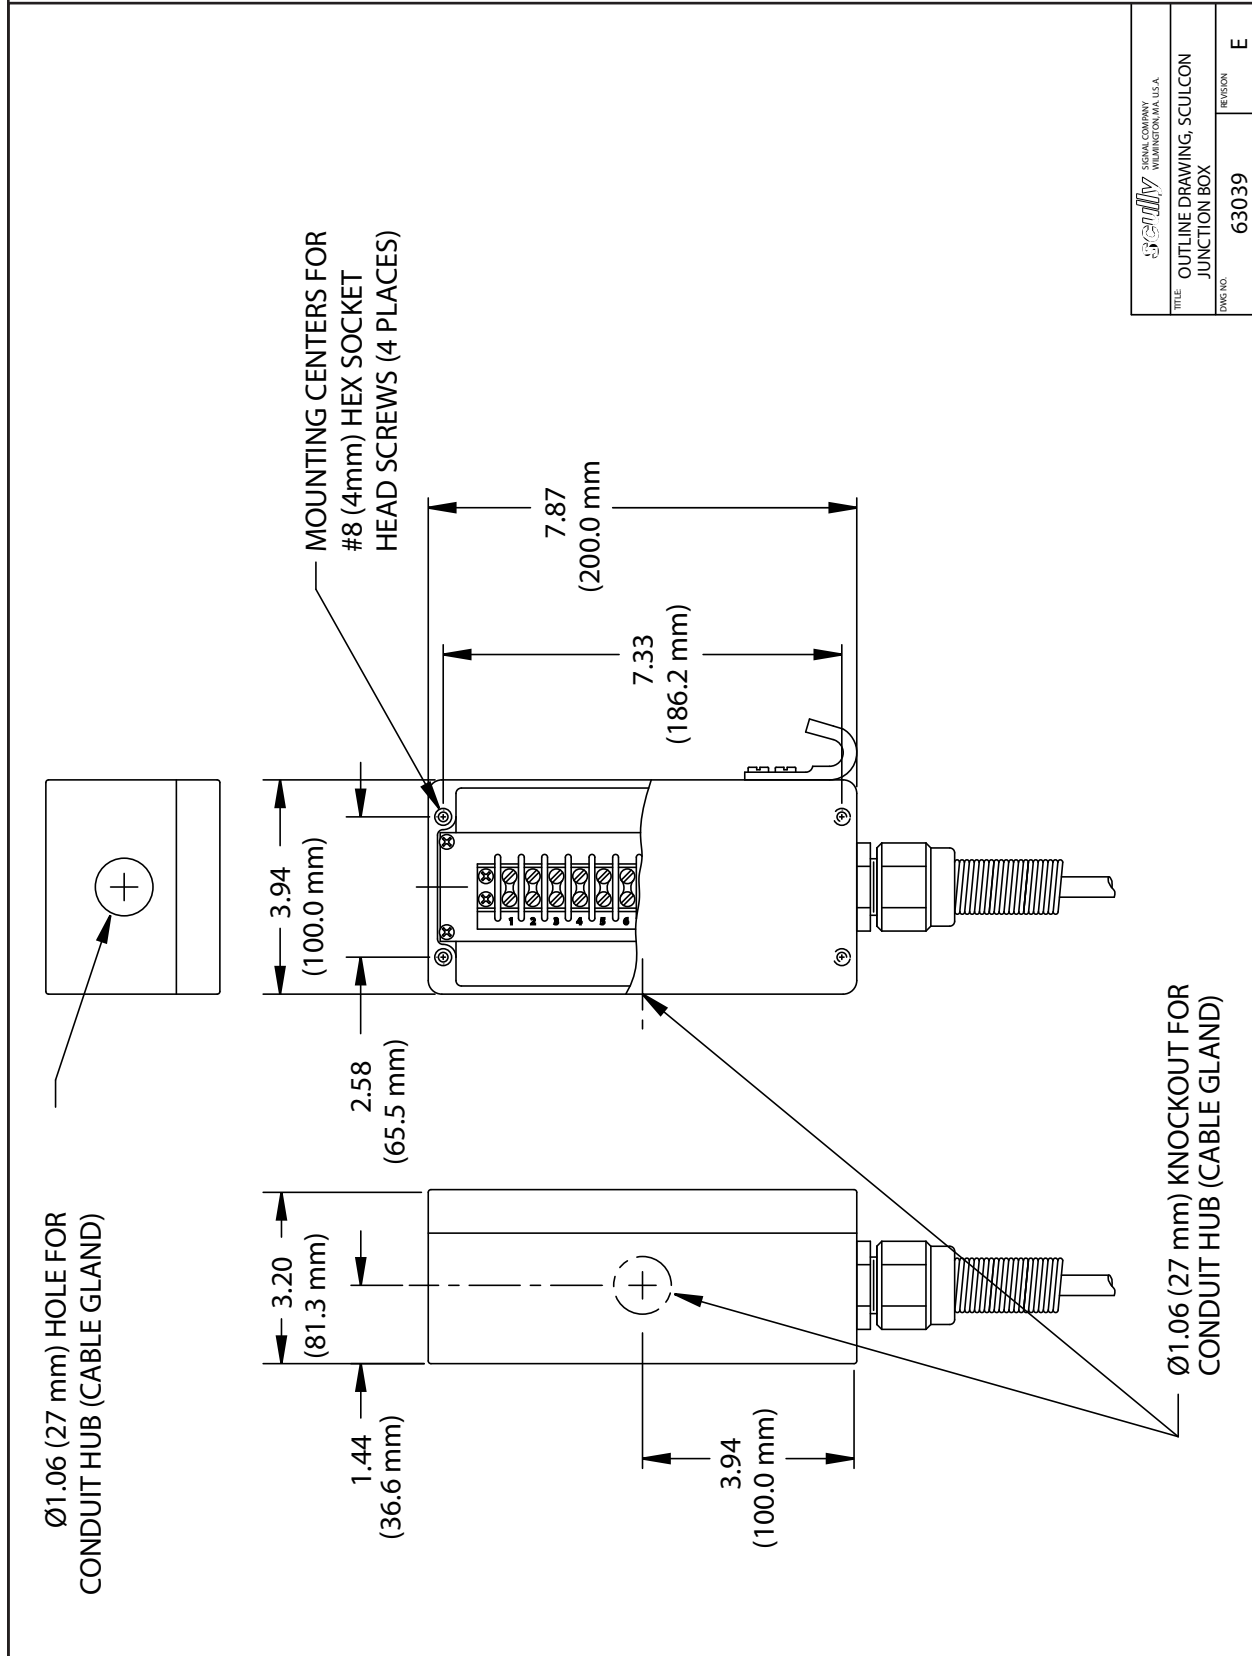 Ø1.06 (27 mm) HOLE FOR
CONDUIT HUB (CABLE GLAND)
3.94
(100.0 mm)
2.58
(65.5 mm)
MOUNTING CENTERS FOR
#8 (4mm) HEX SOCKET
HEAD SCREWS (4 PLACES)
3.20
(81.3 mm)
1.44
(36.6 mm)
1
2
3
4
5
6
7.87
(200.0 mm
7.33
(186.2 mm)
3.94
(100.0 mm)
Ø1.06 (27 mm) KNOCKOUT FOR
CONDUIT HUB (CABLE GLAND)
scully SIGNAL COMPANY
WILMINGTON, MA. U.S.A.
TITLE: OUTLINE DRAWING, SCULCON
JUNCTION BOX
DWG NO. 63039
REVISION E